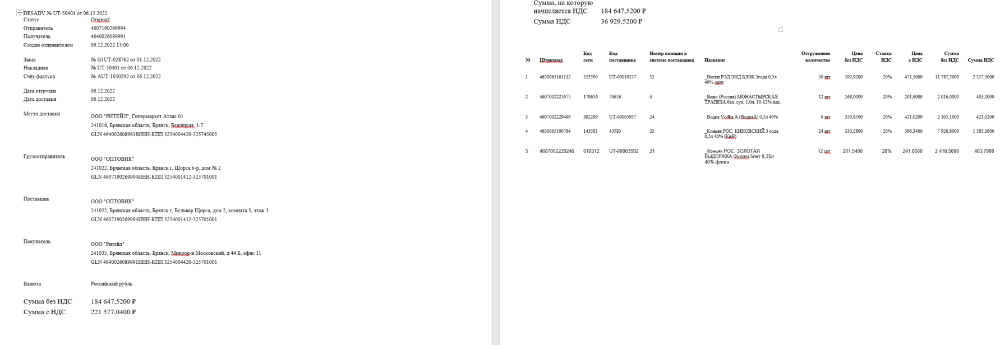 DESADV № UT-50401 от 06.12.2022
Статус Original
Отправитель 4607190269994
Получатель 4640026089991
Создан отправителем 06.12.2022 13:00
Заказ № G1UT-028762 от 01.12.2022
Накладная № UT-50401 от 06.12.2022
Счёт-фактура № AUT-1050292 от 06.12.2022
Дата отгрузки 06.12.2022
Дата доставки 06.12.2022
Место доставки
ООО "РИТЕЙЛ", Гипермаркет Атлас 01
241016, Брянская область, Брянск, Бежицкая, 1/7
GLN 4640026089618ИНН-КПП 3254004420-325745005
Грузоотправитель
ООО "ОПТОВИК"
241022, Брянская область, Брянск г, Щорса б-р, дом № 2
GLN 4607190269994ИНН-КПП 3254001412-325701001
Поставщик
ООО "ОПТОВИК"
241022, Брянская область, Брянск г, Бульвар Щорса, дом 2, комната 3, этаж 3
GLN 4607190269994ИНН-КПП 3254001412-325701001
Покупатель
ООО "Ритейл"
241035, Брянская область, Брянск, Микрор-н Московский, д 44 Б, офис 11
GLN 4640026089991ИНН-КПП 3254004420-325701001
Валюта Российский рубль
Сумма без НДС 184 647,5200 ₽
Сумма с НДС 221 577,0400 ₽
Сумма, на которую
начисляется НДС 184 647,5200 ₽
Сумма НДС 36 929,5200 ₽
Код Код Номер позиции в Отгруженное Цена Ставка Цена Сумма
№ Штрихкод сети поставщика системе поставщика Название количество без НДС НДС с НДС без НДС Сумма НДС
1 4630065101112 325590 UT-00019237 33 _Виски РЭД ЭНД БЛЭК 3года 0,5л 30 шт 392,9200 20% 471,5000 11 787,5000 2 357,5000
40% ориг.
2 4607002225675 170656 70656 4 _Вино (Россия) МОНАСТЫРСКАЯ 12 шт 168,0000 20% 201,6000 2 016,0000 403,2000
ТРАПЕЗА бел. сух. 1,0л. 10-12% пак.
3 4607002229499 302299 UT-00005957 24 Водка Vodka.A (ВодкаА) 0,5л 40% 6 шт 350,8500 20% 421,0200 2 105,1000 421,0200
4 4630065100764 143583 43583 32 _Коньяк РОС. КИНОВСКИЙ 3 года 24 шт 330,2800 20% 396,3400 7 926,8000 1 585,3600
0,5л 40% (КиН)
5 4607002229246 618312 UT-00003592 21 _Коньяк РОС. ЗОЛОТАЯ 12 шт. 201,5400 20% 241,8500 2 418,5000 483,7000
ВЫДЕРЖКА Фьюжн 5лет 0,25л
40% фляга